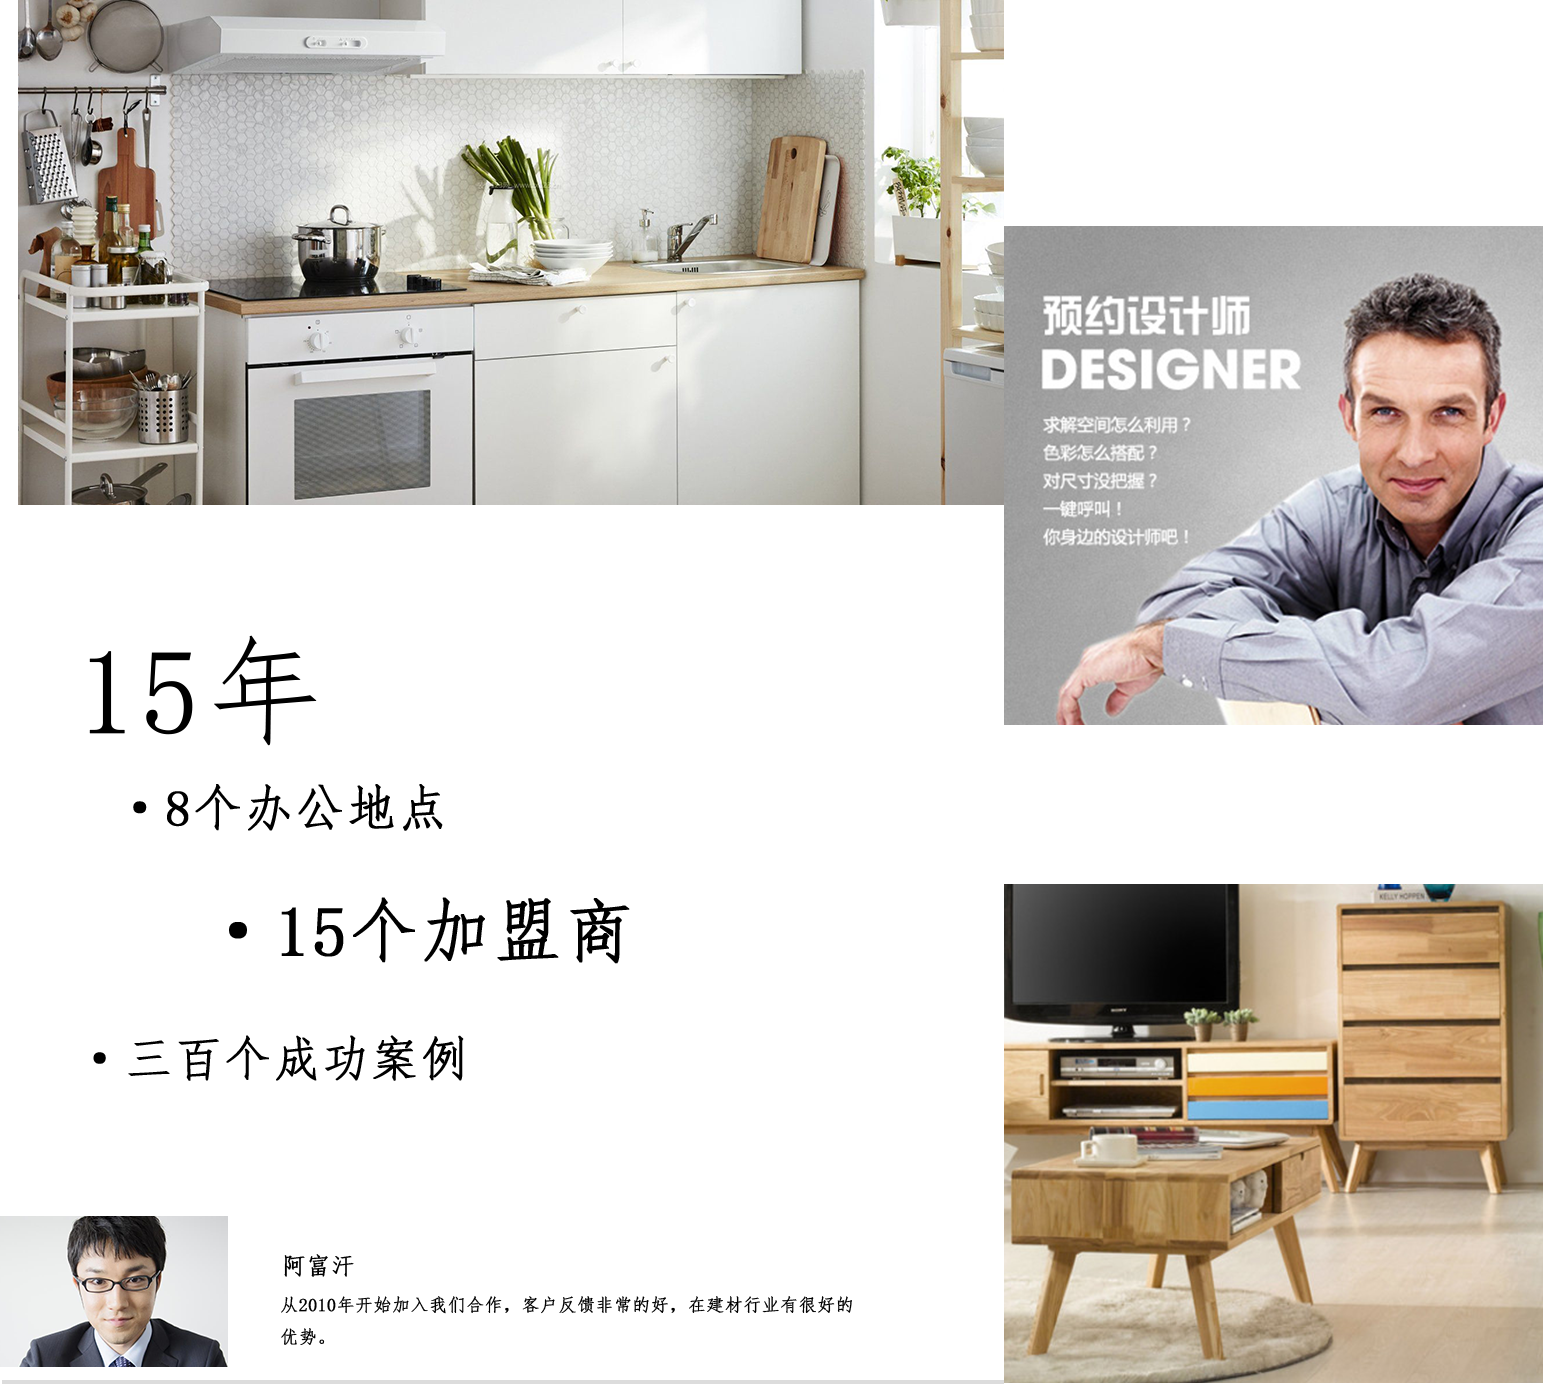 预约设计师
DESIGNER
求解空间怎么利用？
色彩怎么搭配？
对尺寸没把握？
一键呼叫！
你身边的设计师吧！
15年
• 8个办公地点
• 15个加盟商
• 三百个成功案例
KELLY HOPPEN
SONY
阿富汗
从2010年开始加入我们合作，客户反馈非常的好，在建材行业有很好的
优势。